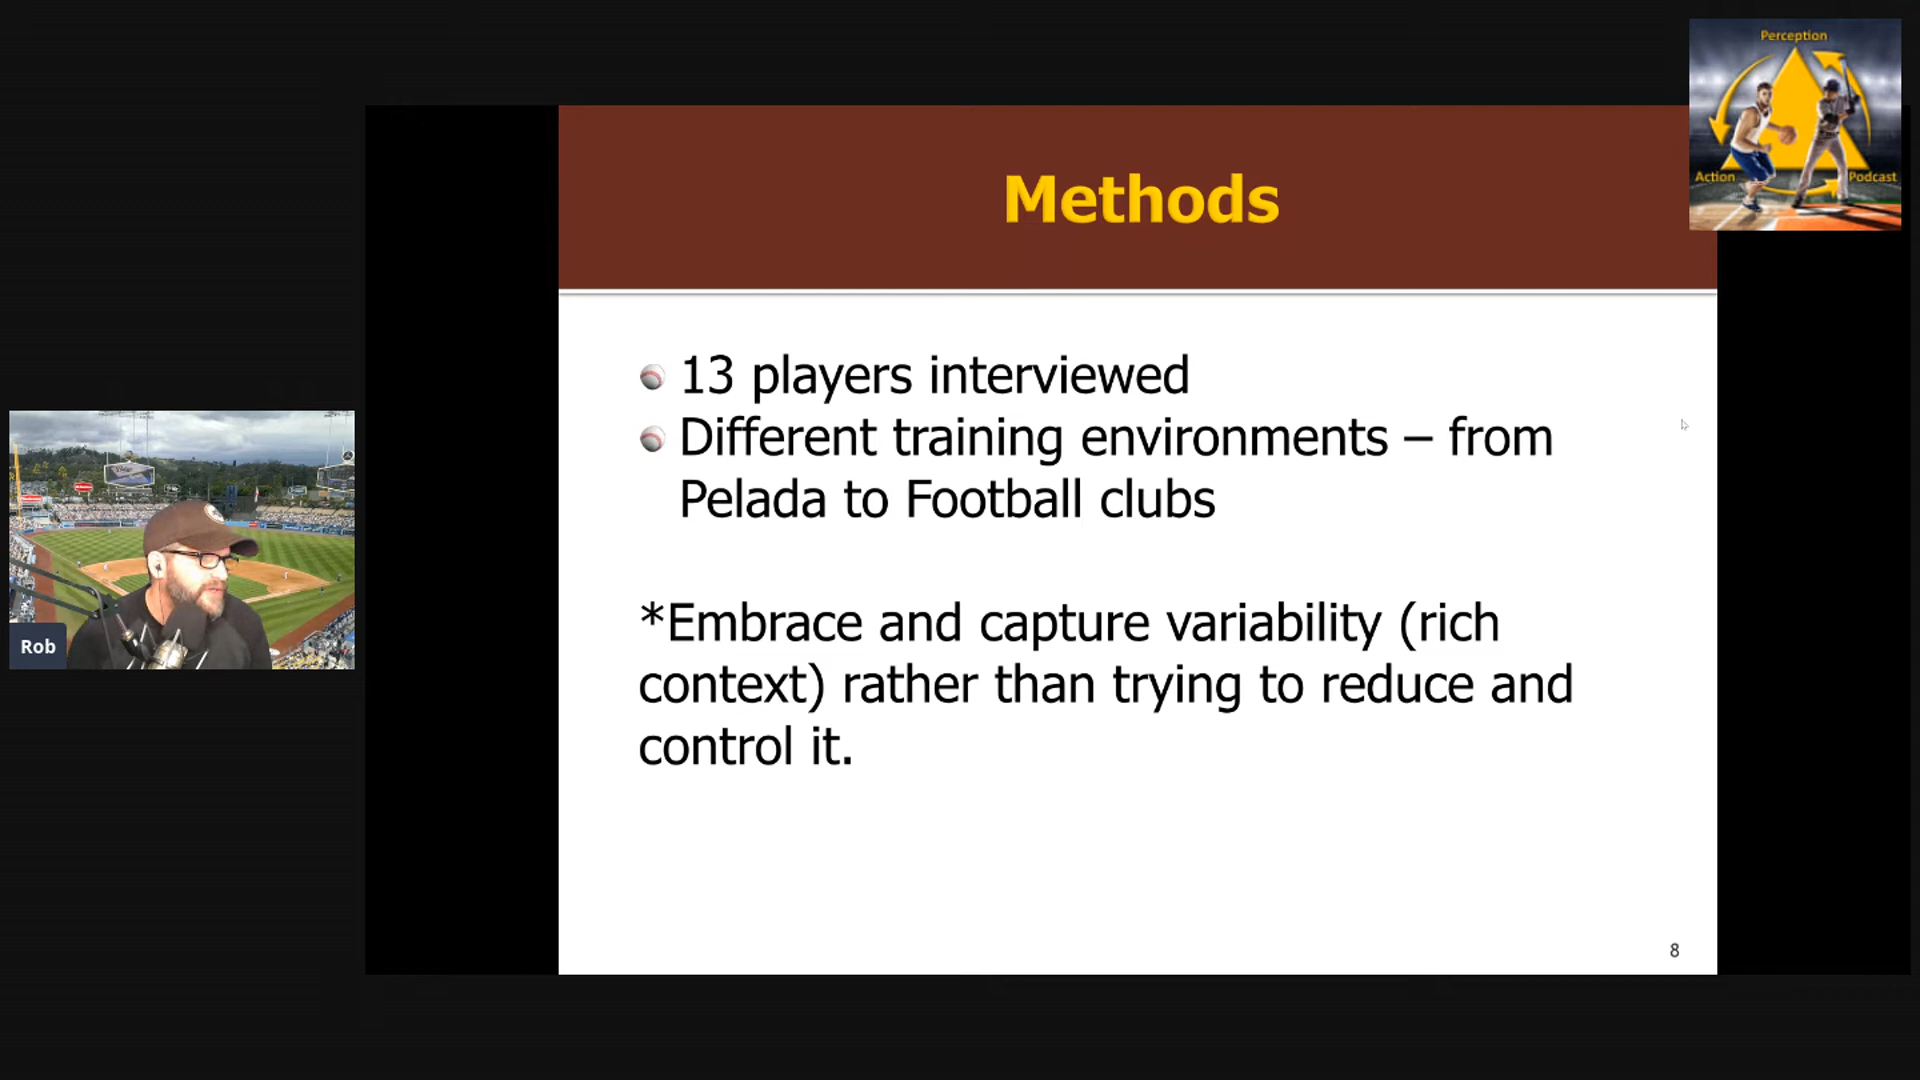 Perception
Action
Podcast
Methods
13 players interviewed
Different training environments – from
Pelada to Football clubs
*Embrace and capture variability (rich
context) rather than trying to reduce and
control it.
Rob
8